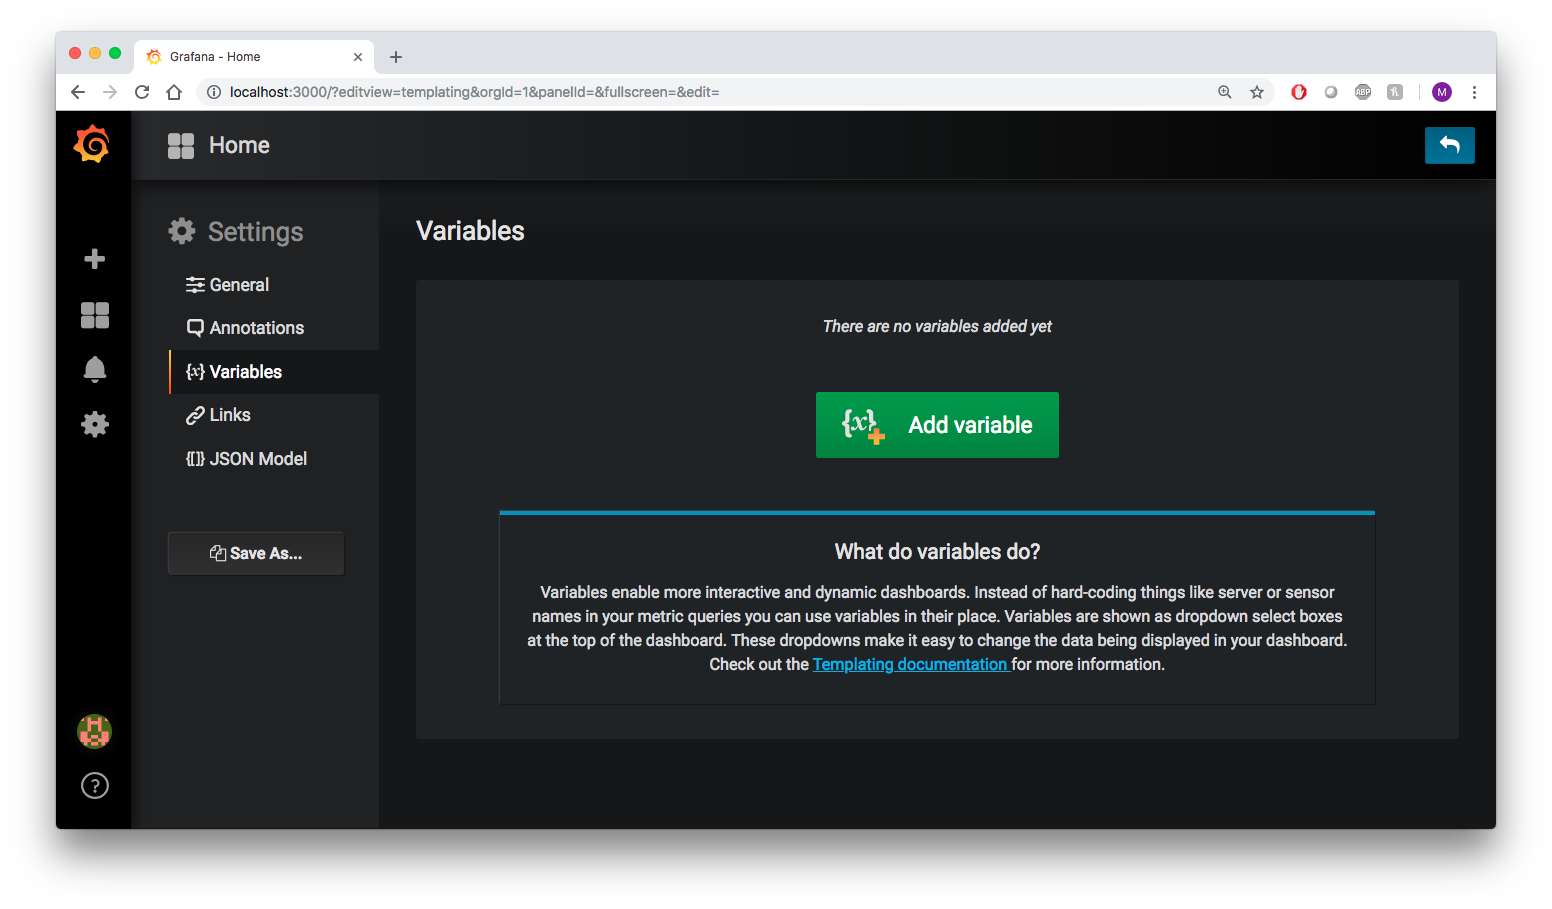 Grafana - Home
localhost:3000/?editview=templating&orgId=1&panelId=&fullscreen=&edit=
ABP
M
Home
Settings
General
Annotations
{x} Variables
Links
{[]} JSON Model
Save As...
?
Variables
There are no variables added yet
{x} Add variable
What do variables do?
Variables enable more interactive and dynamic dashboards. Instead of hard-coding things like server or sensor
names in your metric queries you can use variables in their place. Variables are shown as dropdown select boxes
at the top of the dashboard. These dropdowns make it easy to change the data being displayed in your dashboard.
Check out the Templating documentation for more information.